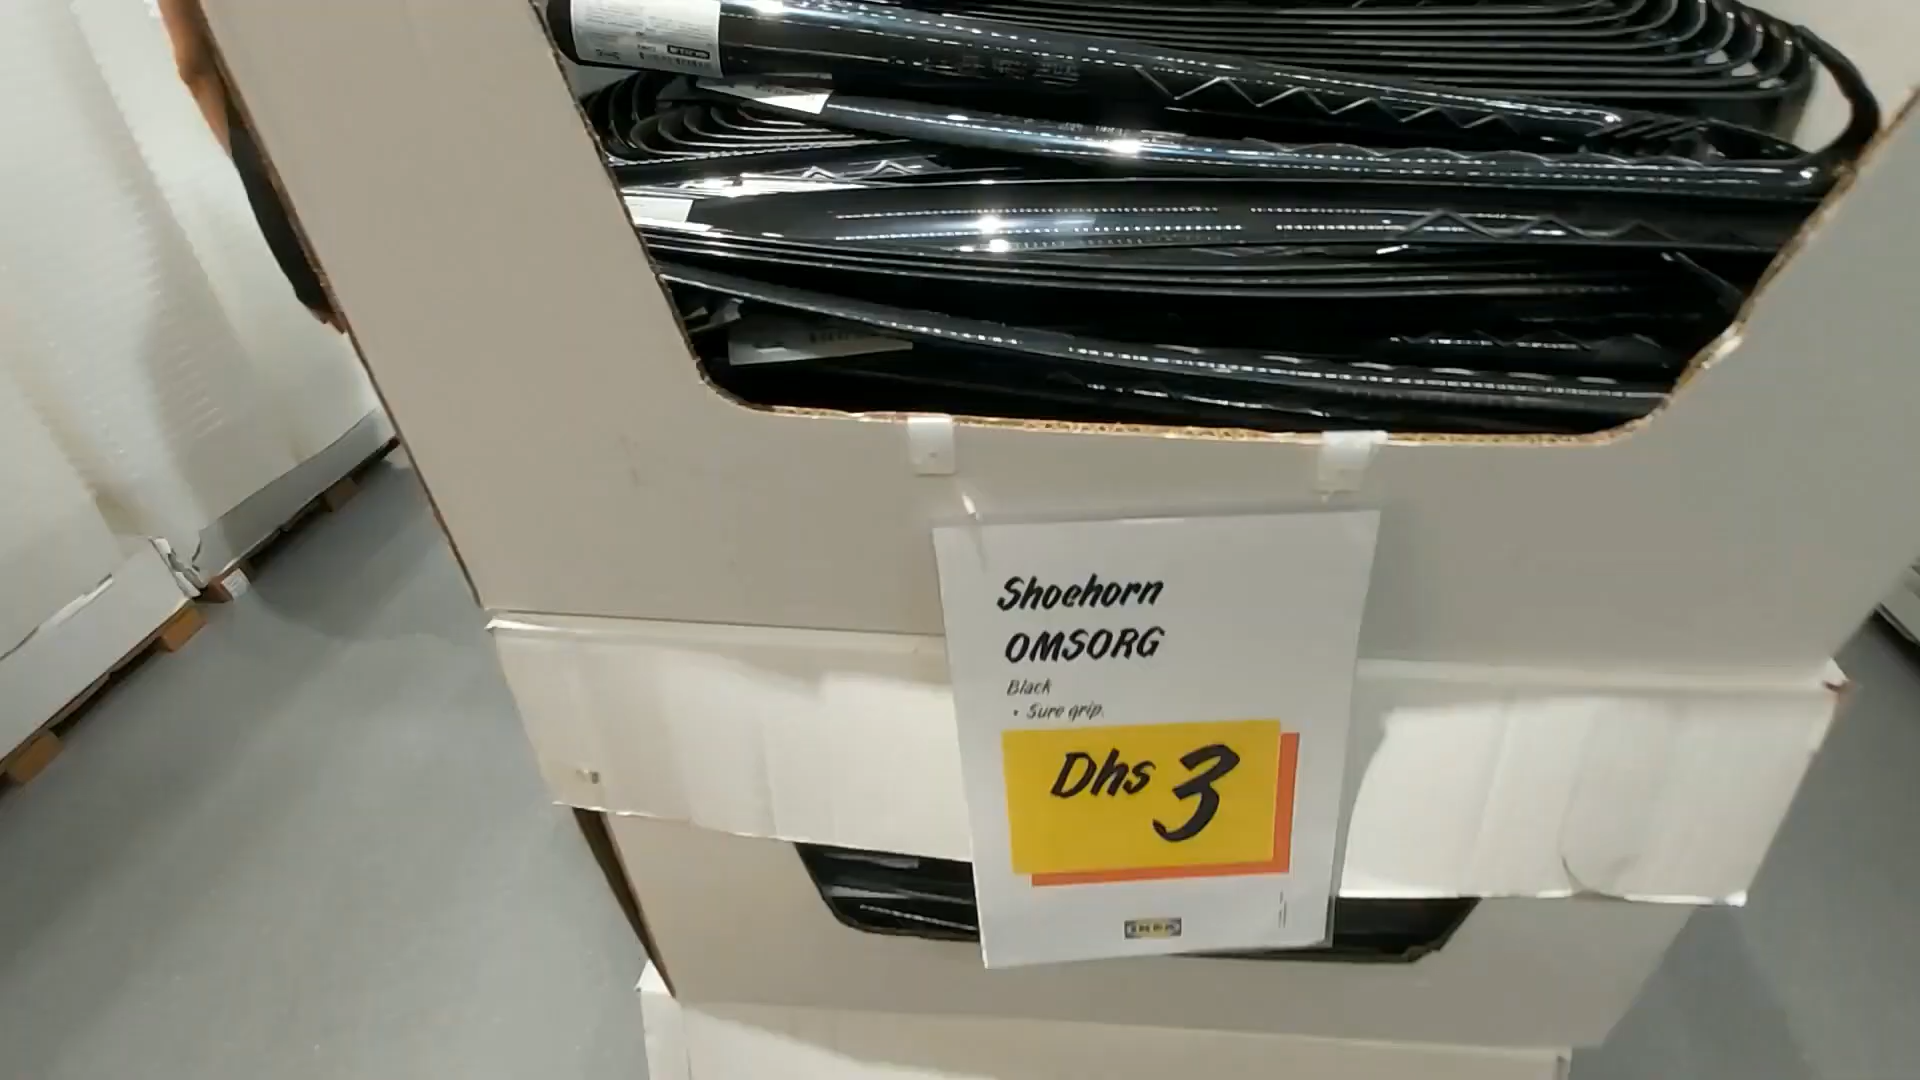 Shoehorn
OMSORG
Black
• Sure grip.
Dhs 3
IKEA